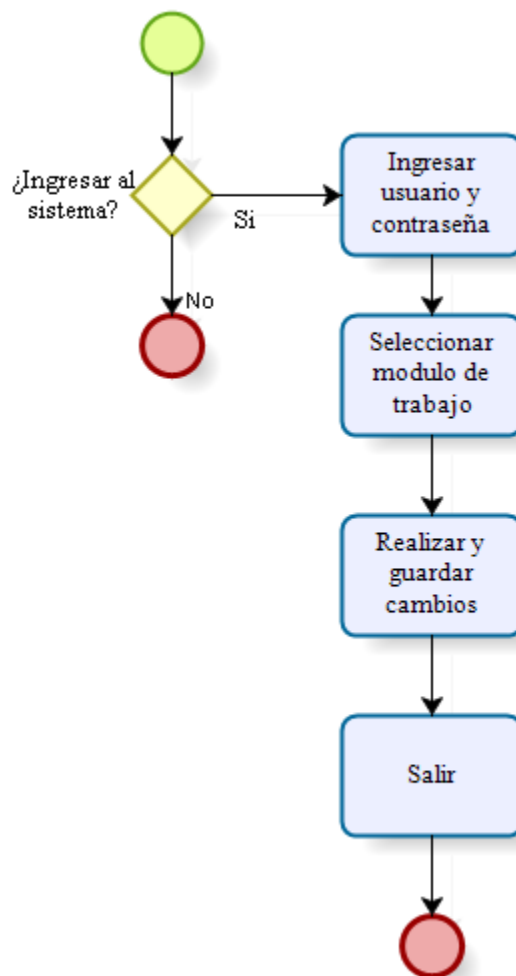 ¿Ingresar al
sistema?
Si
No
Ingresar
usuario y
contraseña
Seleccionar
modulo de
trabajo
Realizar y
guardar
cambios
Salir